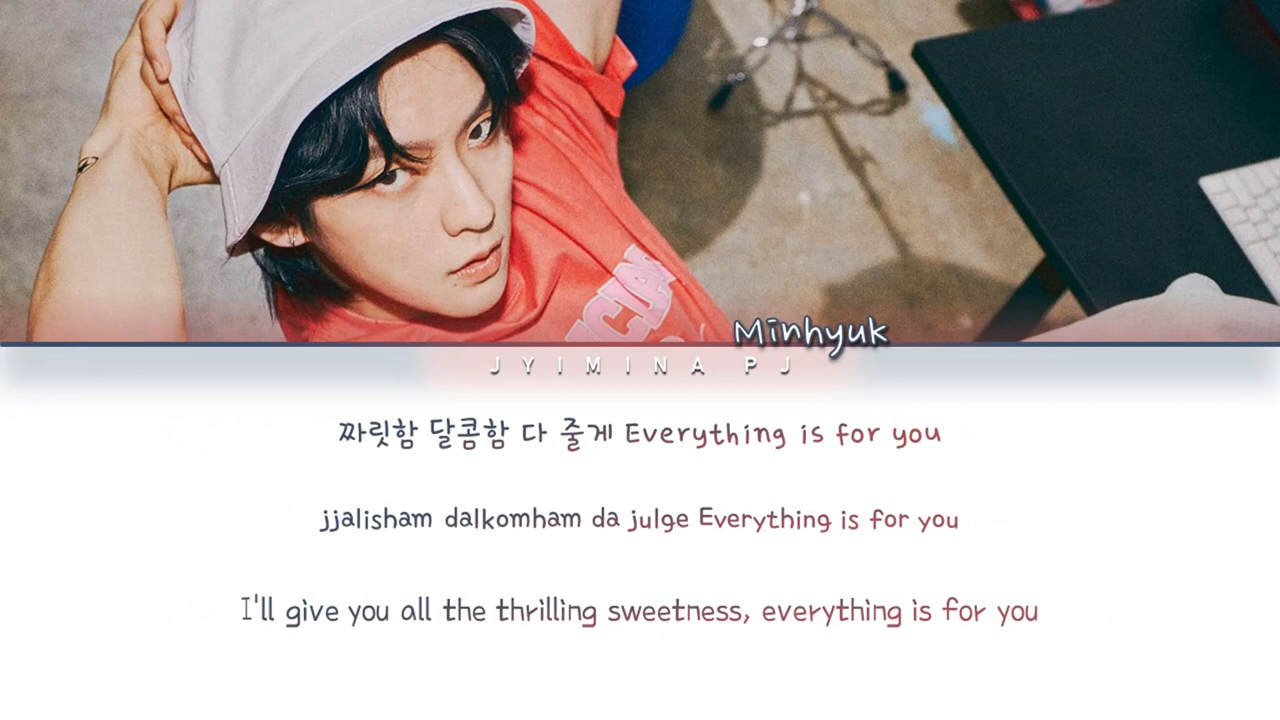 Minhyuk
JYIMINA PJ
짜릿함 달콤함 다 줄게 Everything is for you
jjalisham dalkomham da julge Everything is for you
I'll give you all the thrilling sweetness, everything is for you